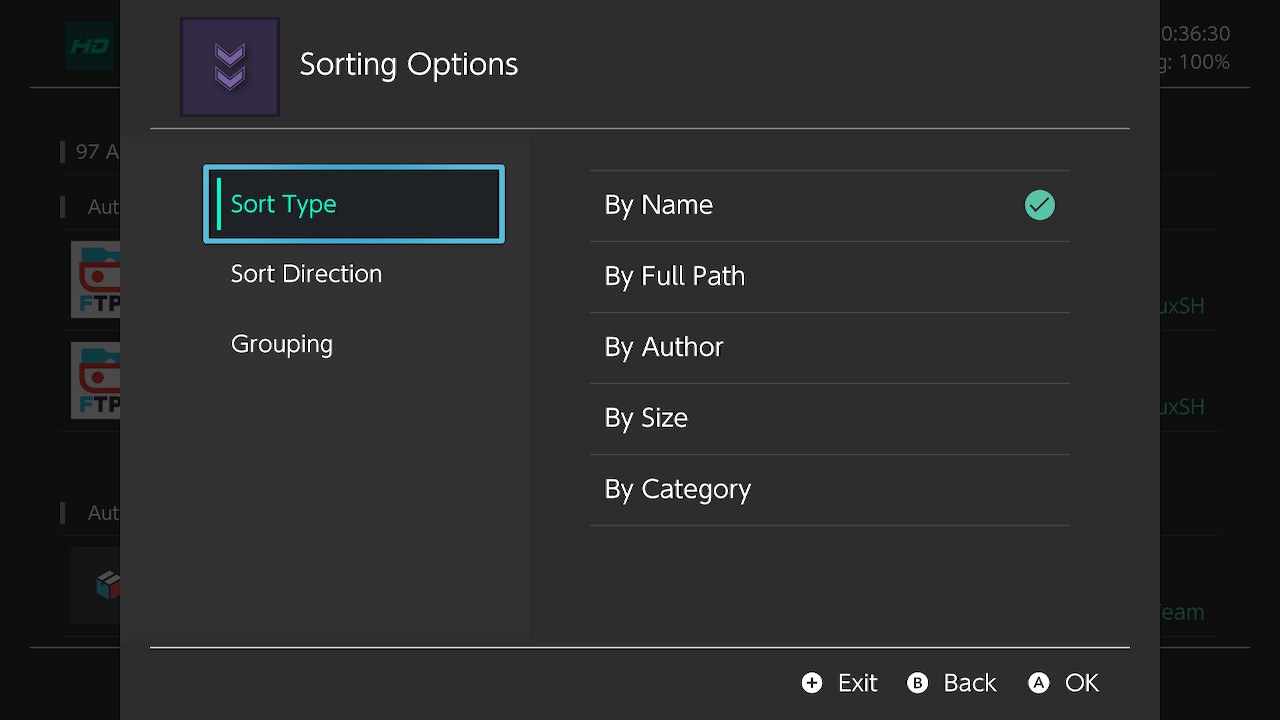 HD
Sorting Options
0:36:30
g: 100%
97 A
Aut
Sort Type
Sort Direction
Grouping
By Name
By Full Path
By Author
By Size
By Category
FTP
uxSH
FTP
uxSH
Aut
Team
+ Exit B Back A OK